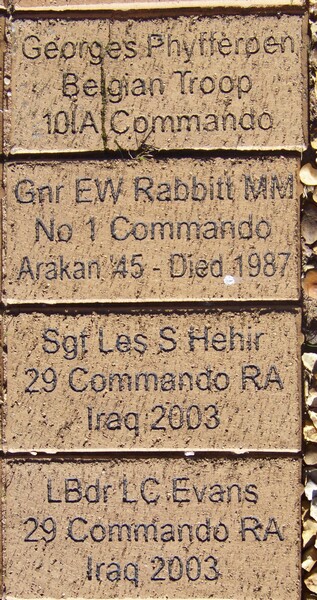 Georges Phyfferoen
Belgian Troop
10IA Commando
Gnr EW Rabbitt MM
No 1 Commando
Arakan '45 - Died 1987
Sgt Les S Hehir
29 Commando RA
Iraq 2003
LBdr LC.Evans
29 Commando RA
Iraq 2003